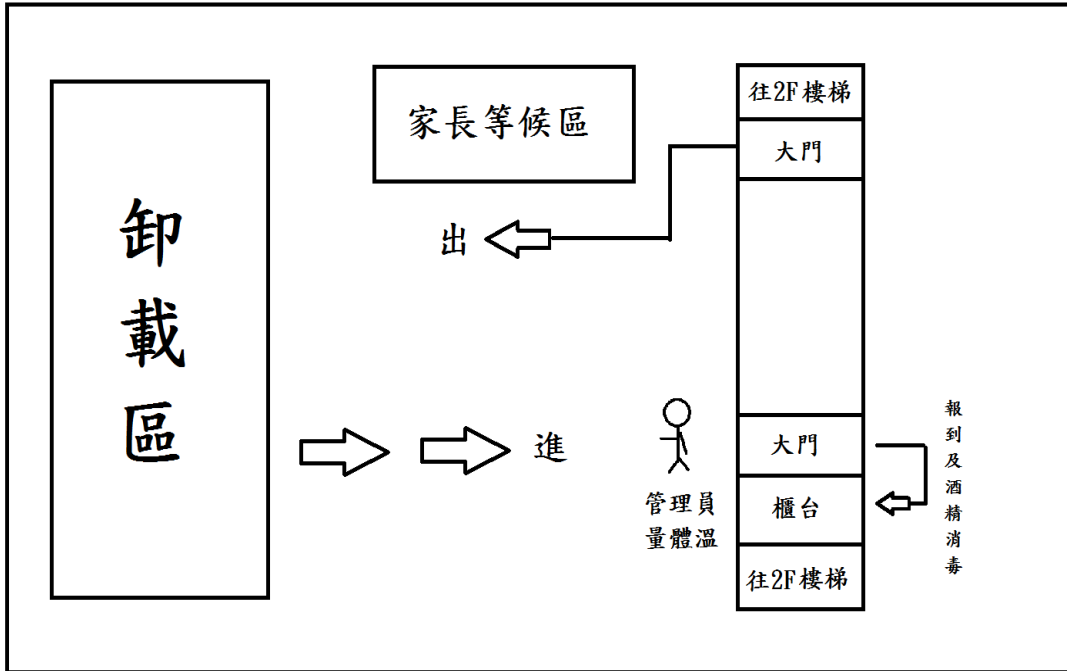 家長等候區
往2F樓梯
大門
卸載區
出
進
大門
報到及酒精消毒
管理員
量體溫
櫃台
往2F樓梯